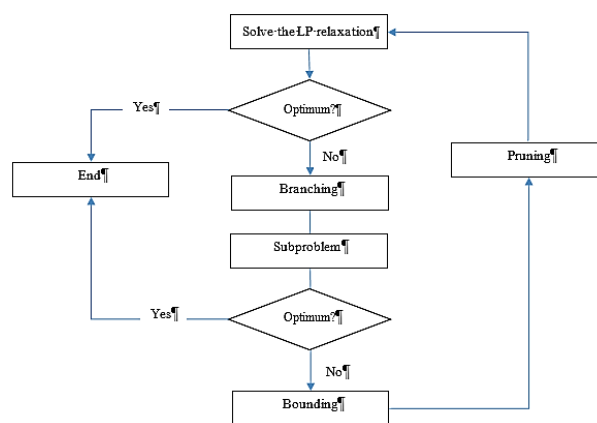 Solve·the·LP·relaxation¶
Optimum?¶
Yes¶
No¶
End¶
Pruning¶
Branching¶
Subproblem¶
Optimum?¶
Yes¶
No¶
Bounding¶